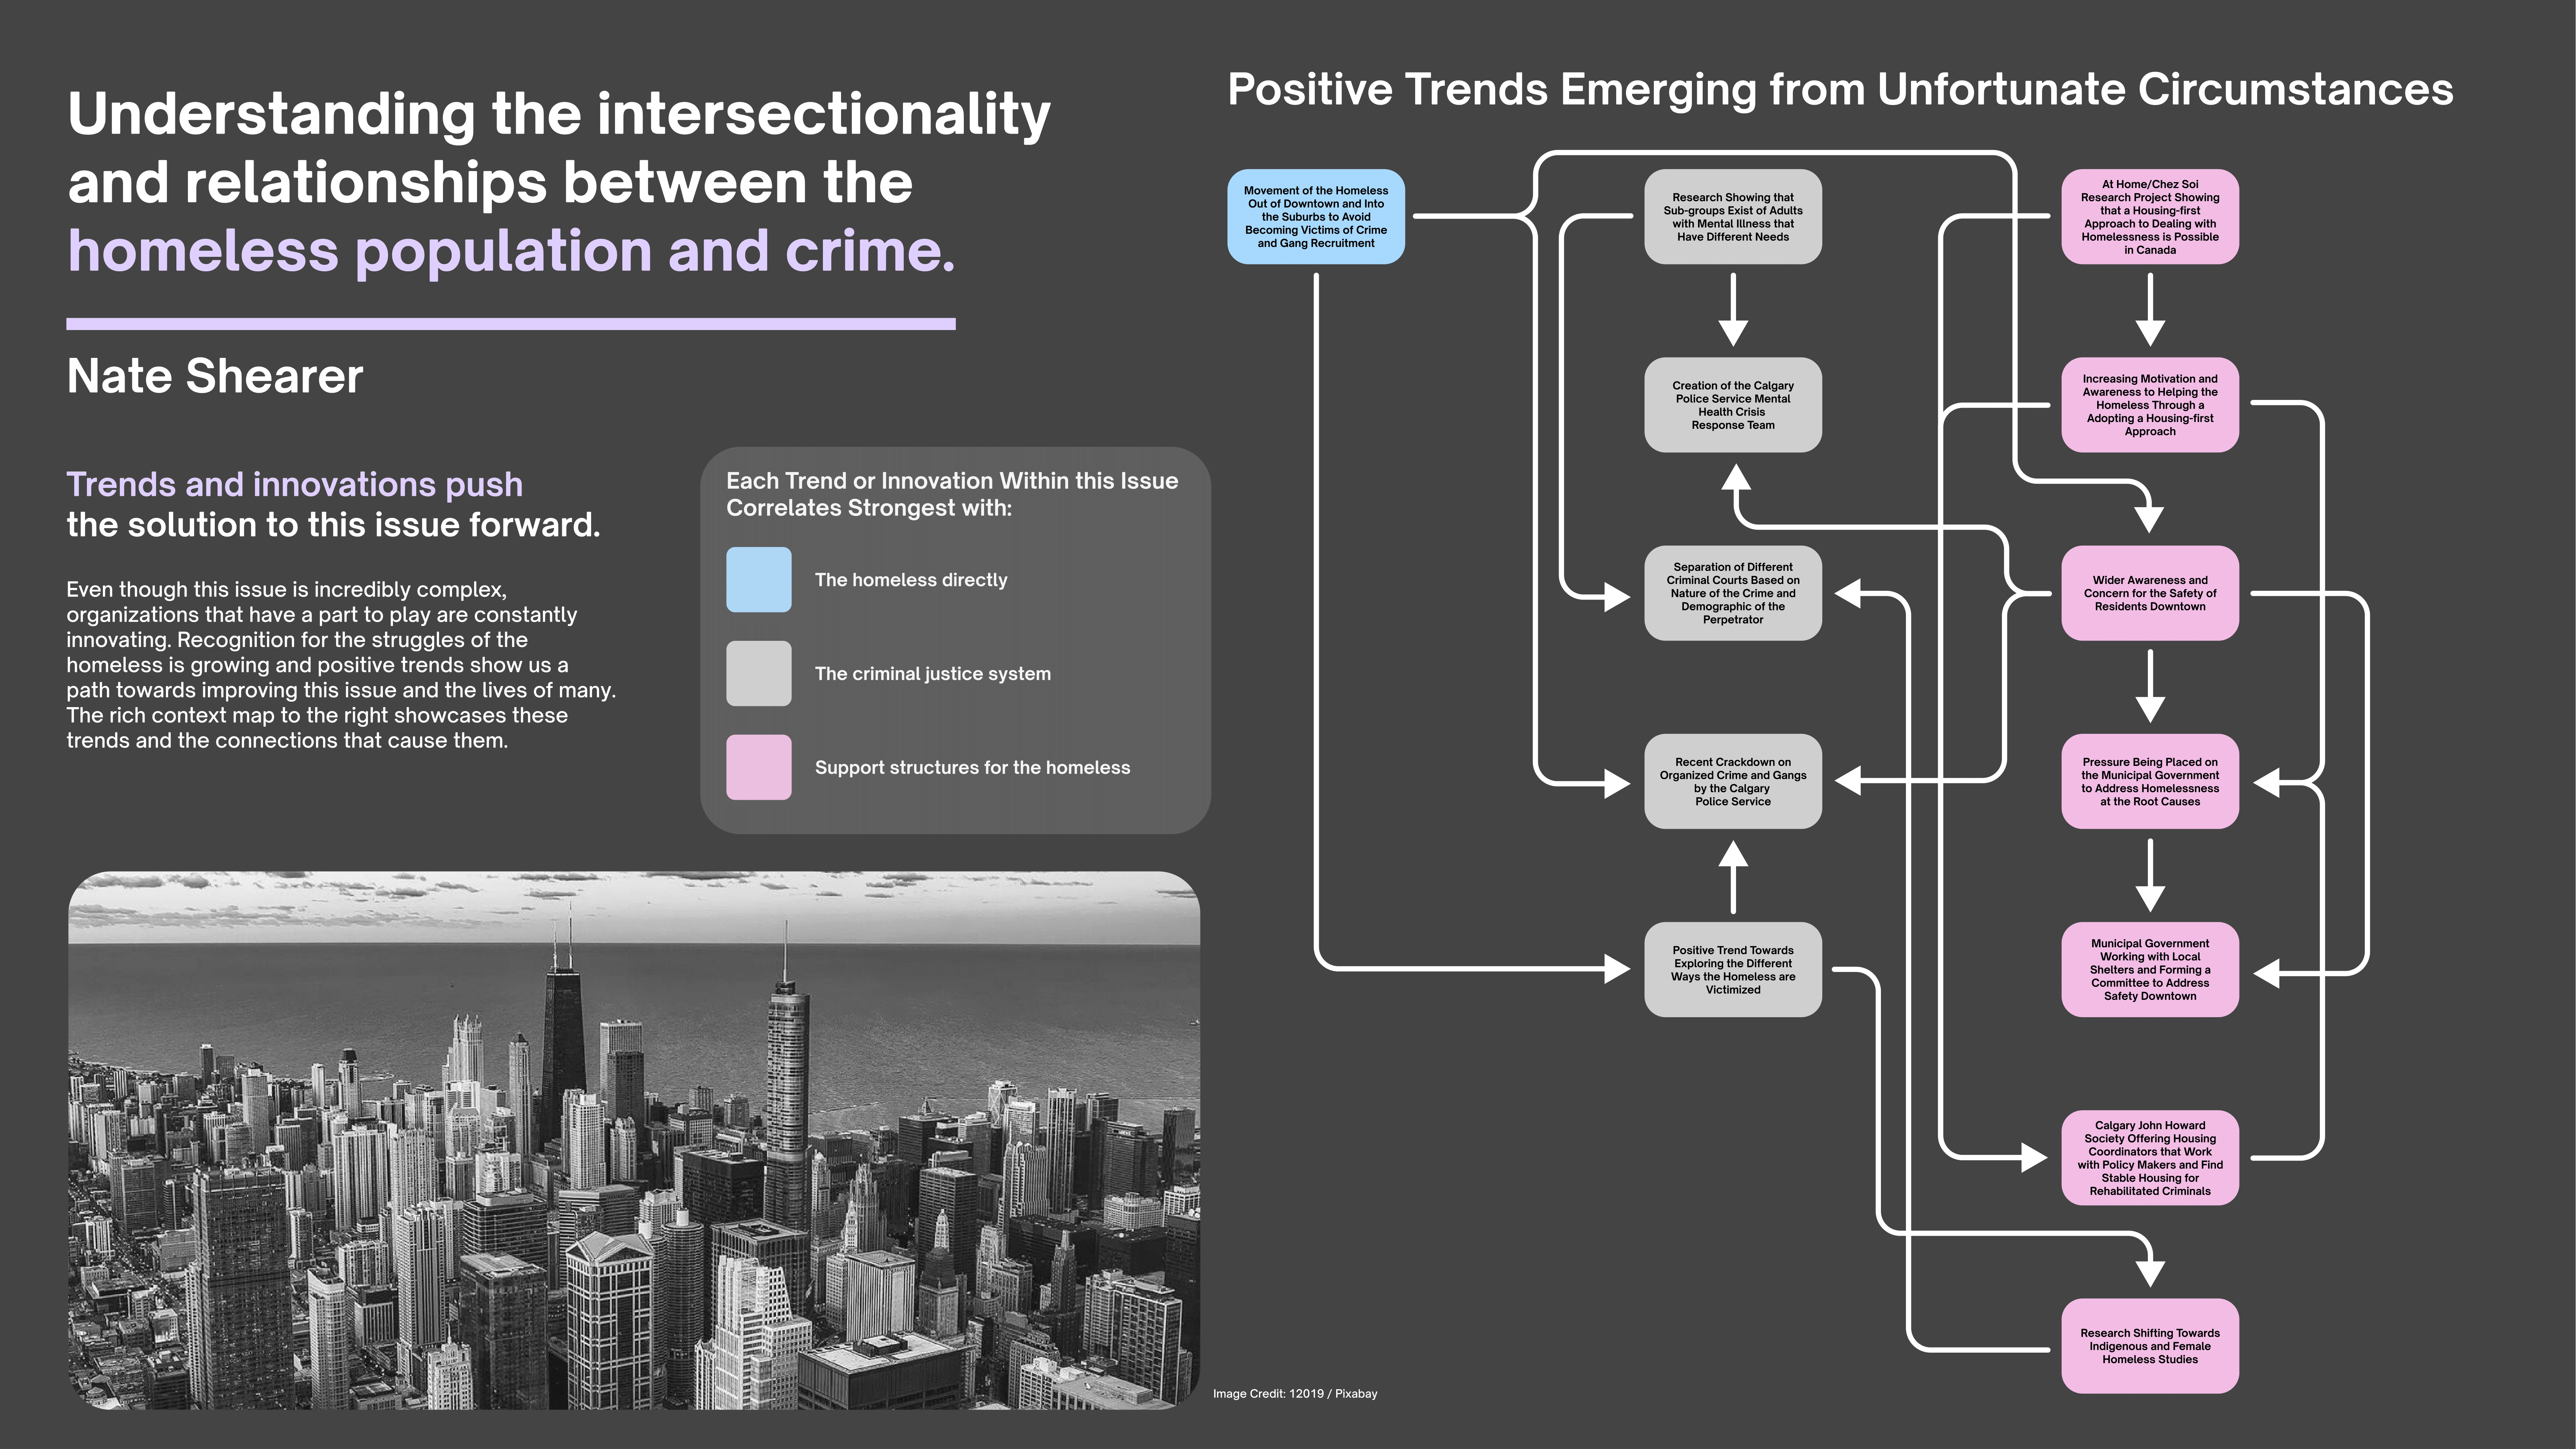 Understanding the intersectionality
and relationships between the
homeless population and crime.
Nate Shearer
Trends and innovations push
the solution to this issue forward.
Even though this issue is incredibly complex,
organizations that have a part to play are constantly
innovating. Recognition for the struggles of the
homeless is growing and positive trends show us a
path towards improving this issue and the lives of many.
The rich context map to the right showcases these
trends and the connections that cause them.
Each Trend or Innovation Within this Issue
Correlates Strongest with:
The homeless directly
The criminal justice system
Support structures for the homeless
Image Credit: 12019 / Pixabay
Positive Trends Emerging from Unfortunate Circumstances
Movement of the Homeless
Out of Downtown and Into
the Suburbs to Avoid
Becoming Victims of Crime
and Gang Recruitment
Research Showing that
Sub-groups Exist of Adults
with Mental Illness that
Have Different Needs
Creation of the Calgary
Police Service Mental
Health Crisis
Response Team
Separation of Different
Criminal Courts Based on
Nature of the Crime and
Demographic of the
Perpetrator
Recent Crackdown on
Organized Crime and Gangs
by the Calgary
Police Service
Positive Trend Towards
Exploring the Different
Ways the Homeless are
Victimized
At Home/Chez Soi
Research Project Showing
that a Housing-first
Approach to Dealing with
Homelessness is Possible
in Canada
Increasing Motivation and
Awareness to Helping the
Homeless Through a
Adopting a Housing-first
Approach
Wider Awareness and
Concern for the Safety of
Residents Downtown
Pressure Being Placed on
the Municipal Government
to Address Homelessness
at the Root Causes
Municipal Government
Working with Local
Shelters and Forming a
Committee to Address
Safety Downtown
Calgary John Howard
Society Offering Housing
Coordinators that Work
with Policy Makers and Find
Stable Housing for
Rehabilitated Criminals
Research Shifting Towards
Indigenous and Female
Homeless Studies